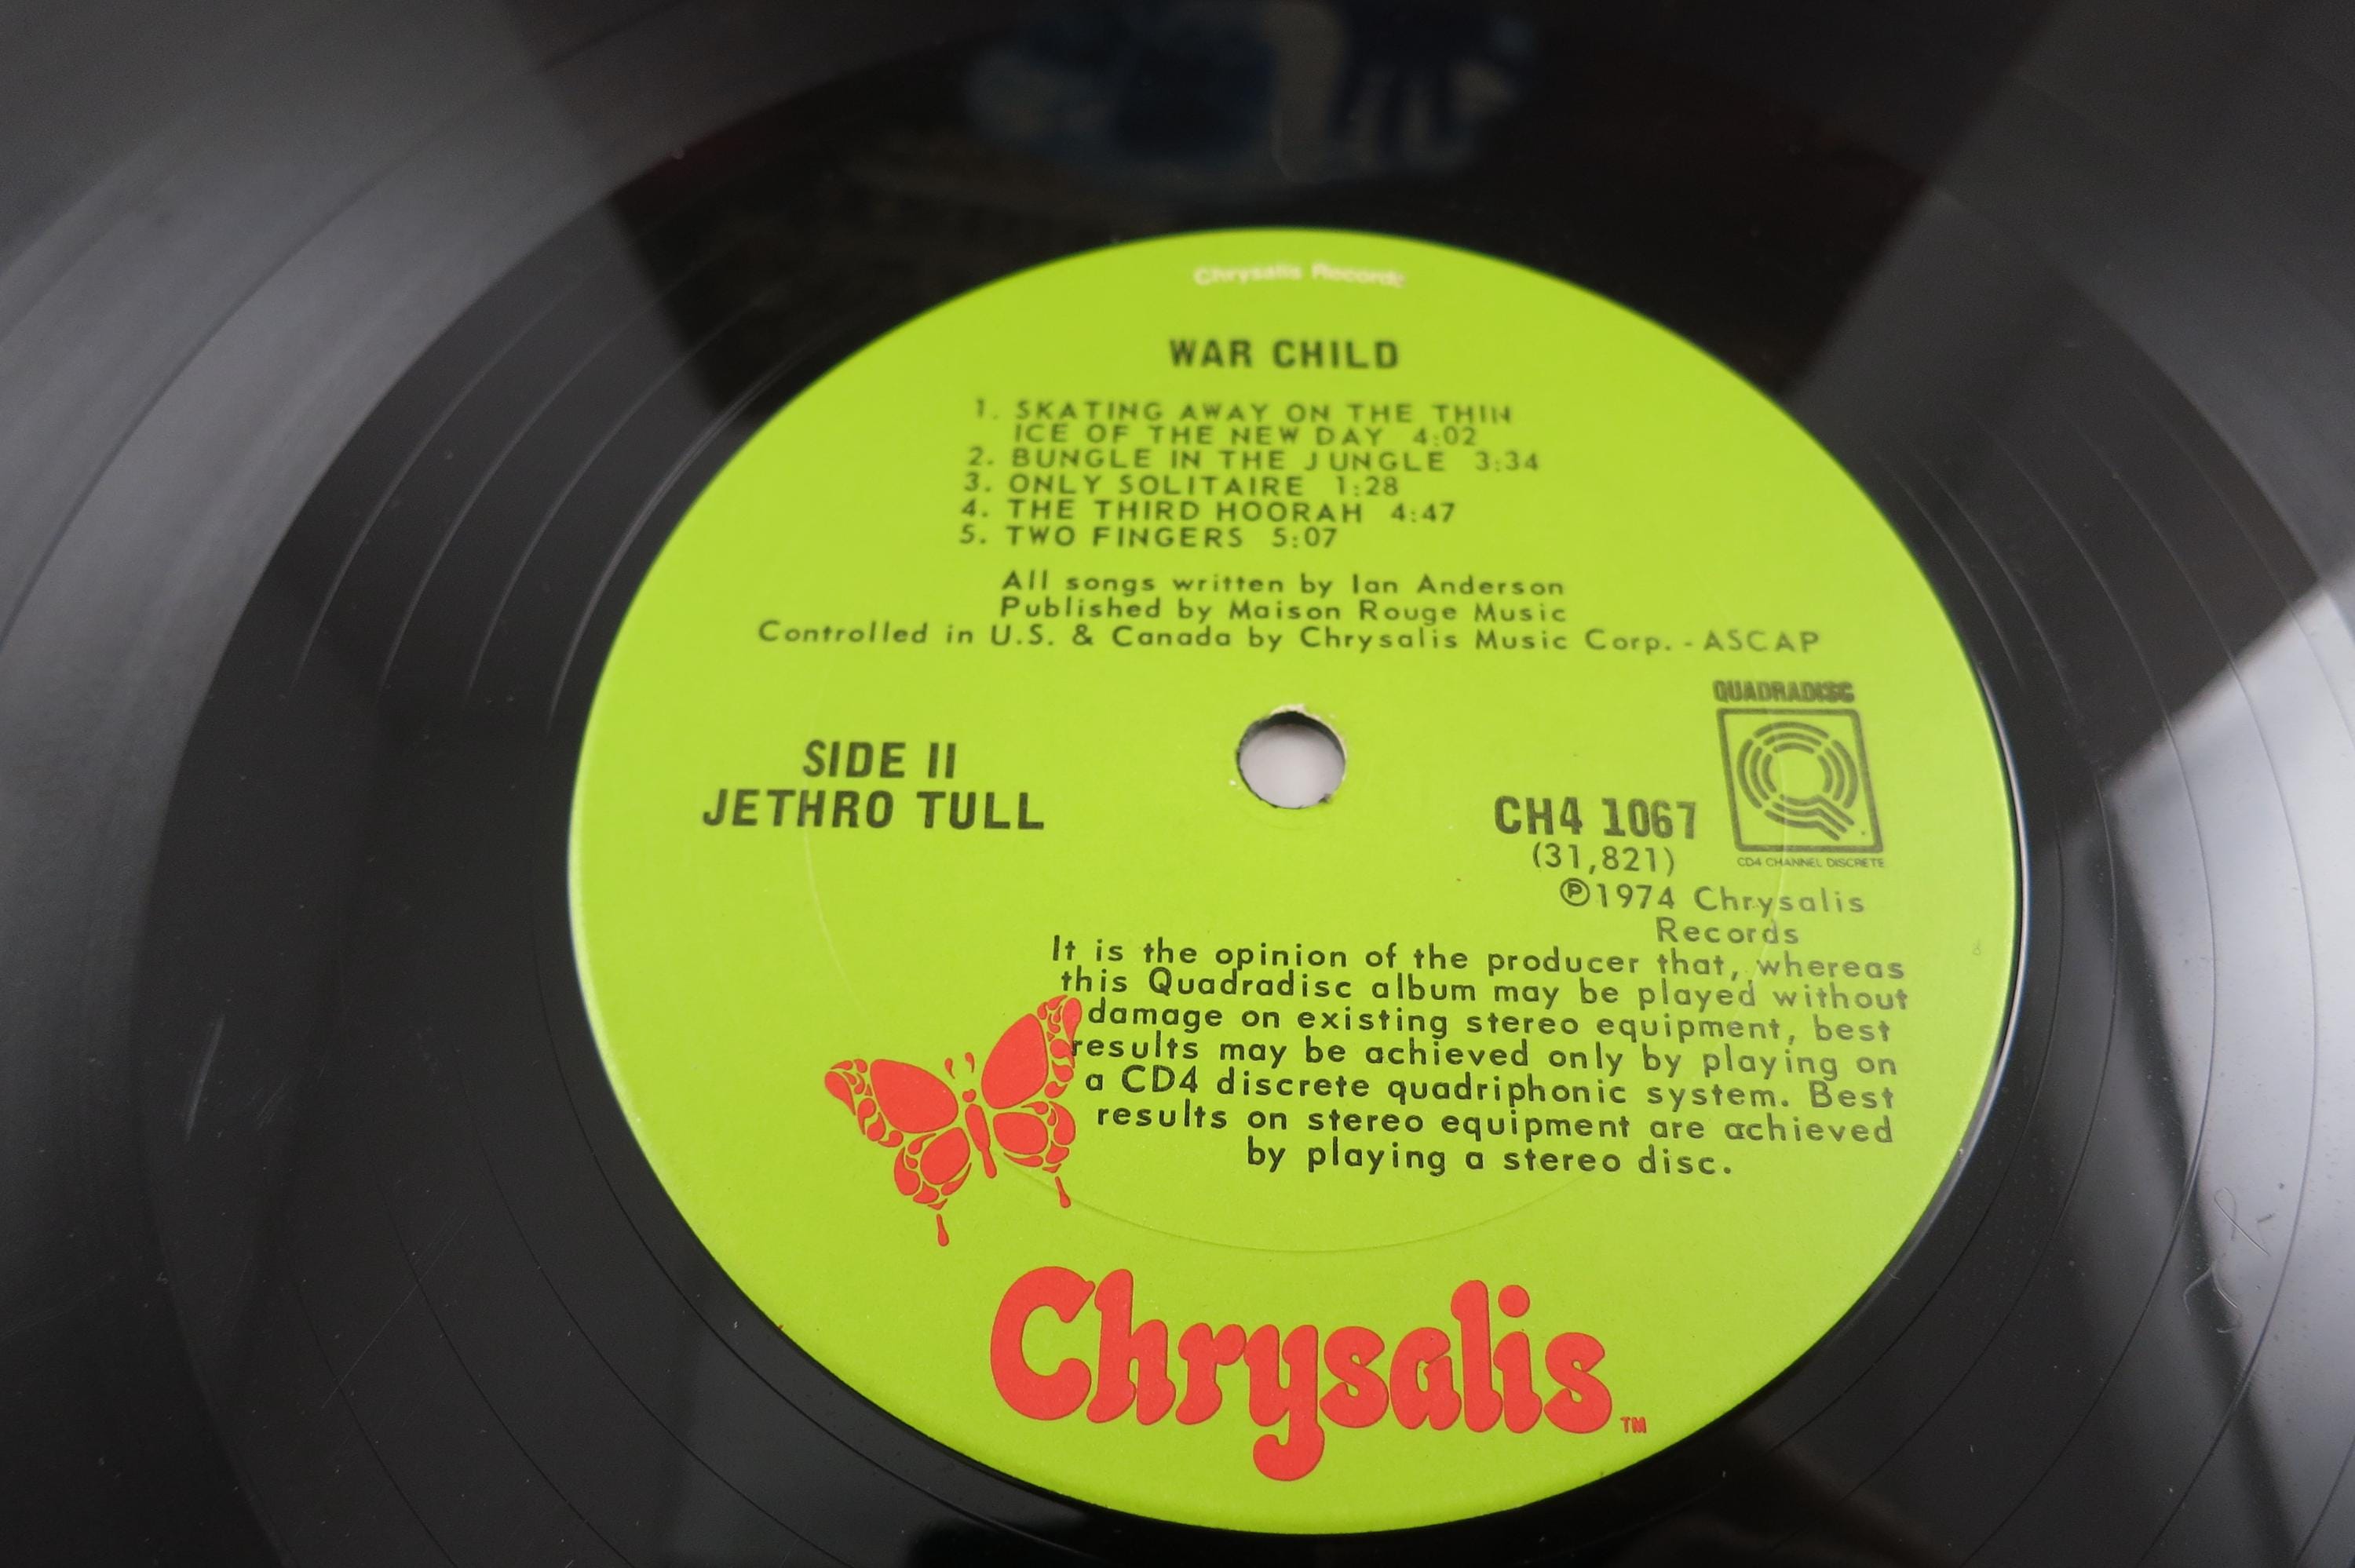 Chrysalis Records
WAR CHILD
1. SKATING AWAY ON THE THIN
ICE OF THE NEW DAY 4:02
2. BUNGLE IN THE JUNGLE 3:34
3. ONLY SOLITAIRE 1:28
4. THE THIRD HOORAH 4:47
5. TWO FINGERS 5:07
All songs written by Ian Anderson
Published by Maison Rouge Music
Controlled in U.S. & Canada by Chrysalis Music Corp. - ASCAP
SIDE II
JETHRO TULL
QUADRADISC
CD4 CHANNEL DISCRETE
CH4 1067
(31,821)
Ⓟ1974 Chrysalis
Records
It is the opinion of the producer that, whereas
this Quadradisc album may be played without
damage on existing stereo equipment, best
results may be achieved only by playing on
a CD4 discrete quadriphonic system. Best
results on stereo equipment are achieved
by playing a stereo disc.
Chrysalis TM